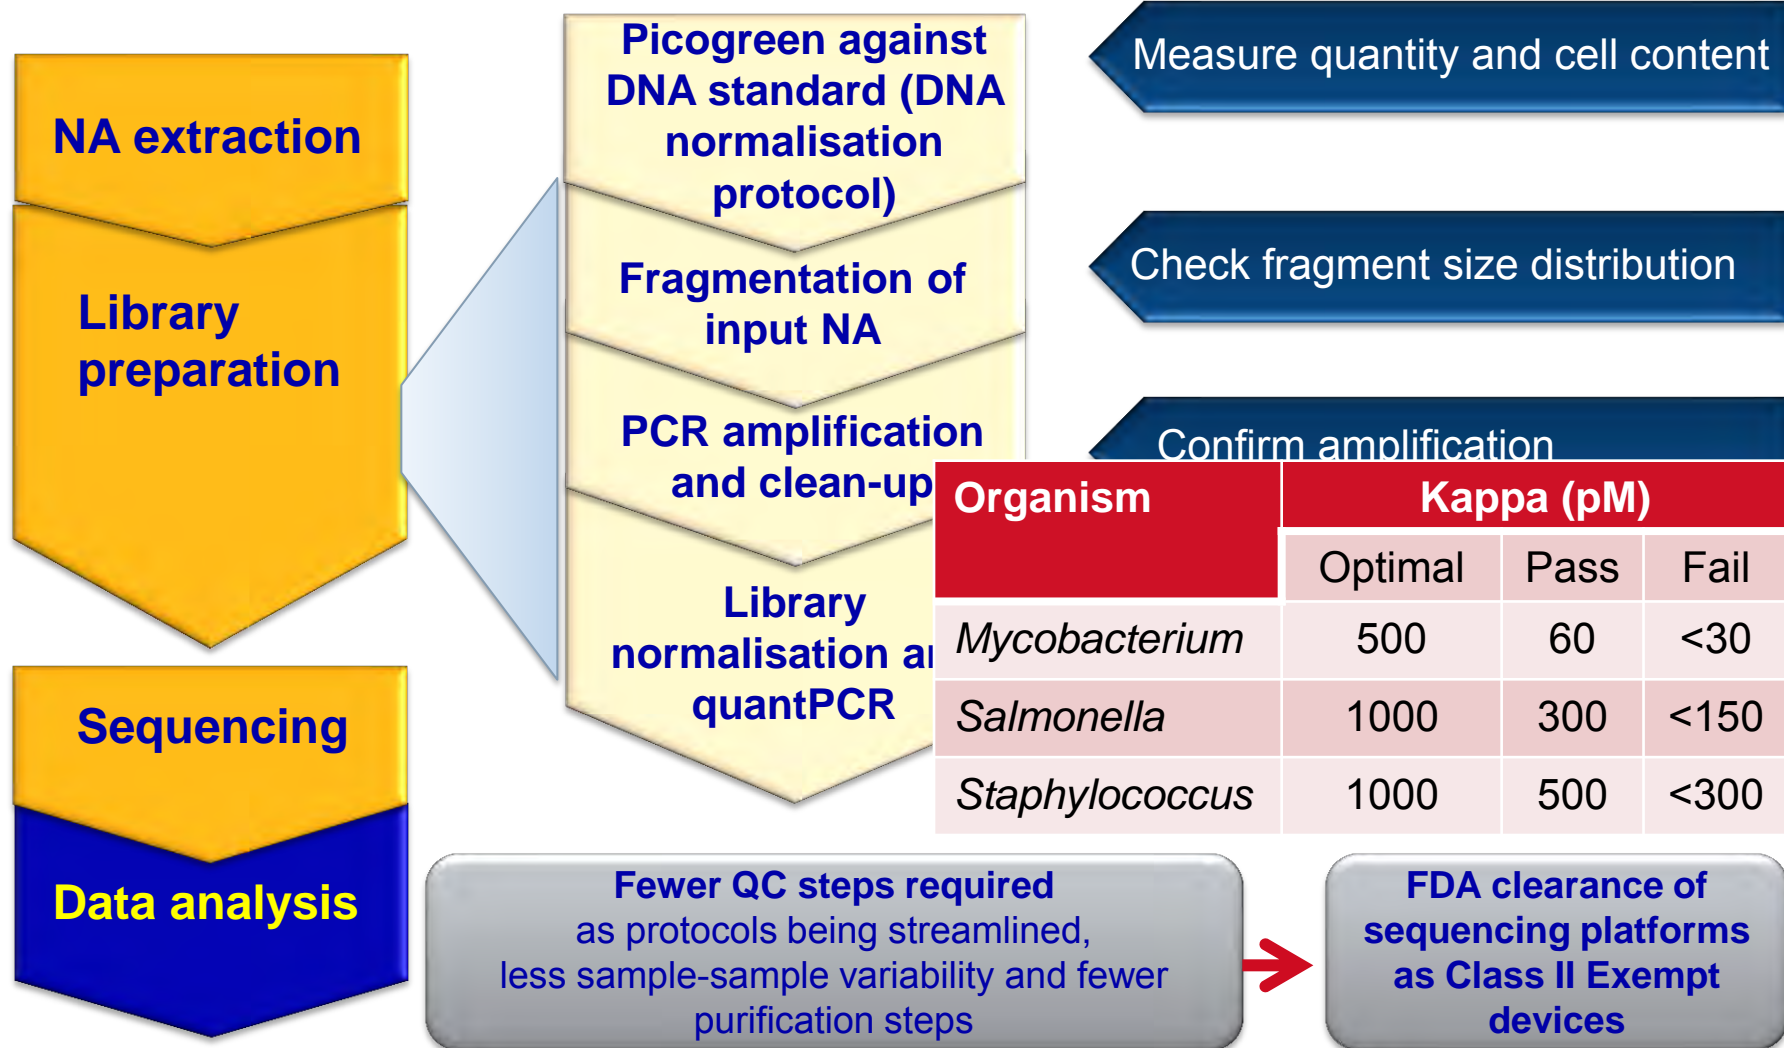 NA extraction
Library
preparation
Sequencing
Data analysis
Picogreen against
DNA standard (DNA
normalisation
protocol)
Fragmentation of
input NA
PCR amplification
and clean-up
Library
normalisation
quantPCR
Measure quantity and cell content
Check fragment size distribution
Confirm amplification
Organism Kappa (pM)
Optimal Pass Fail
Mycobacterium 500 60 <30
Salmonella 1000 300 <150
Staphylococcus 1000 500 <300
Fewer QC steps required
as protocols being streamlined,
less sample-sample variability and fewer
purification steps
FDA clearance of
sequencing platforms
as Class II Exempt
devices